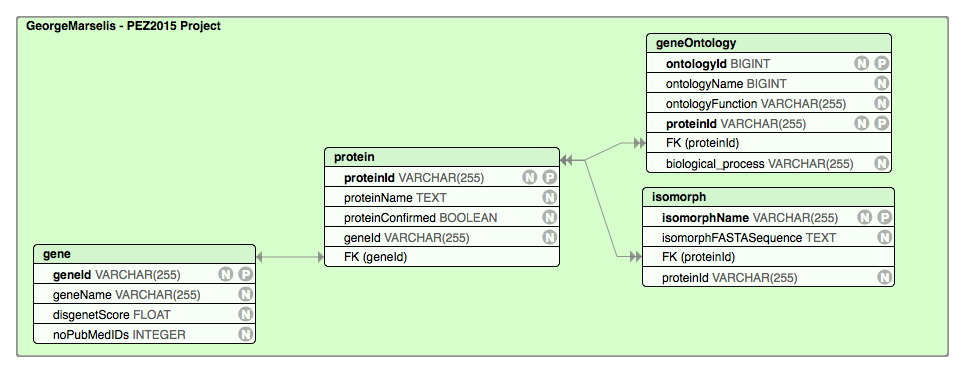 GeorgeMarselis - PEZ2015 Project
geneOntology
ontologyId BIGINT N P
ontologyName BIGINT N
ontologyFunction VARCHAR(255) N
proteinId VARCHAR(255) N P
FK (proteinId)
biological_process VARCHAR(255) N
protein
proteinId VARCHAR(255) N P
proteinName TEXT N
proteinConfirmed BOOLEAN N
geneId VARCHAR(255) N
FK (geneId)
isomorph
isomorphName VARCHAR(255) N P
isomorphFASTASequence TEXT N
FK (proteinId)
proteinId VARCHAR(255) N
gene
geneId VARCHAR(255) N P
geneName VARCHAR(255) N
disgenetScore FLOAT N
noPubMedIDs INTEGER N